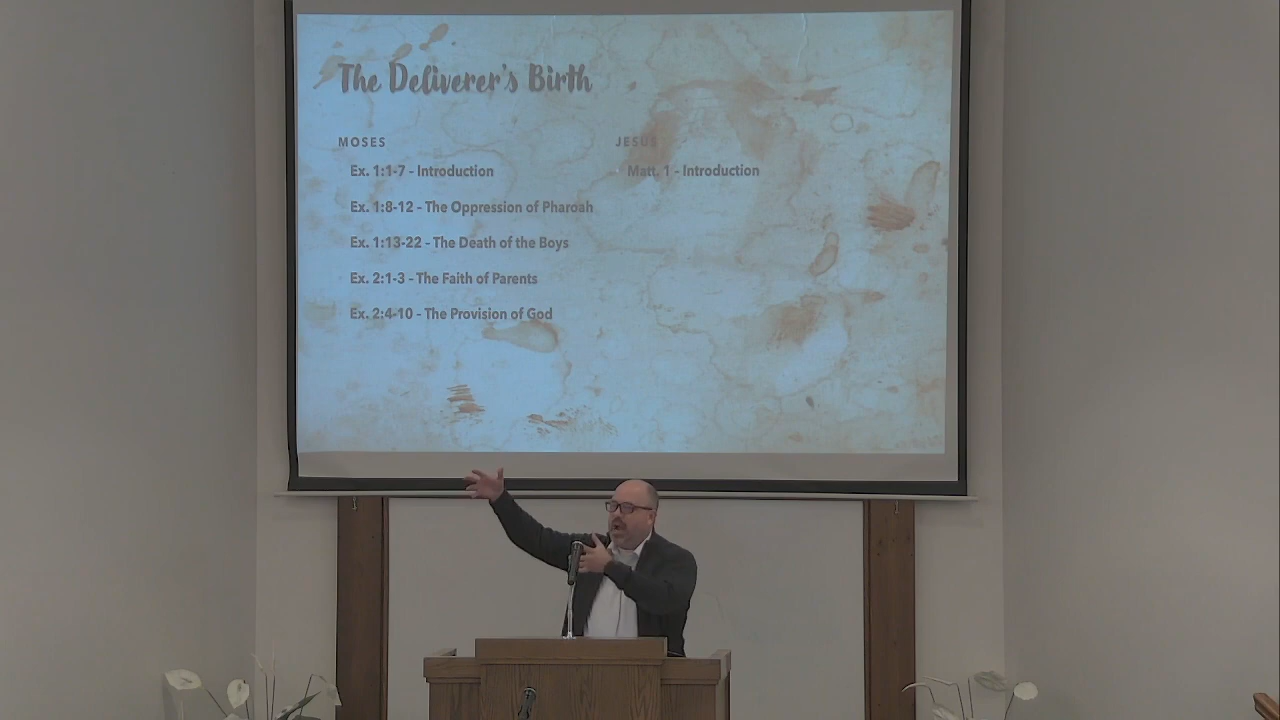 The Deliverer's Birth
MOSES
Ex. 1:1-7 - Introduction
Ex. 1:8-12 - The Oppression of Pharoah
Ex. 1:13-22 - The Death of the Boys
Ex. 2:1-3 - The Faith of Parents
Ex. 2:4-10 - The Provision of God
JESUS
Matt. 1 - Introduction